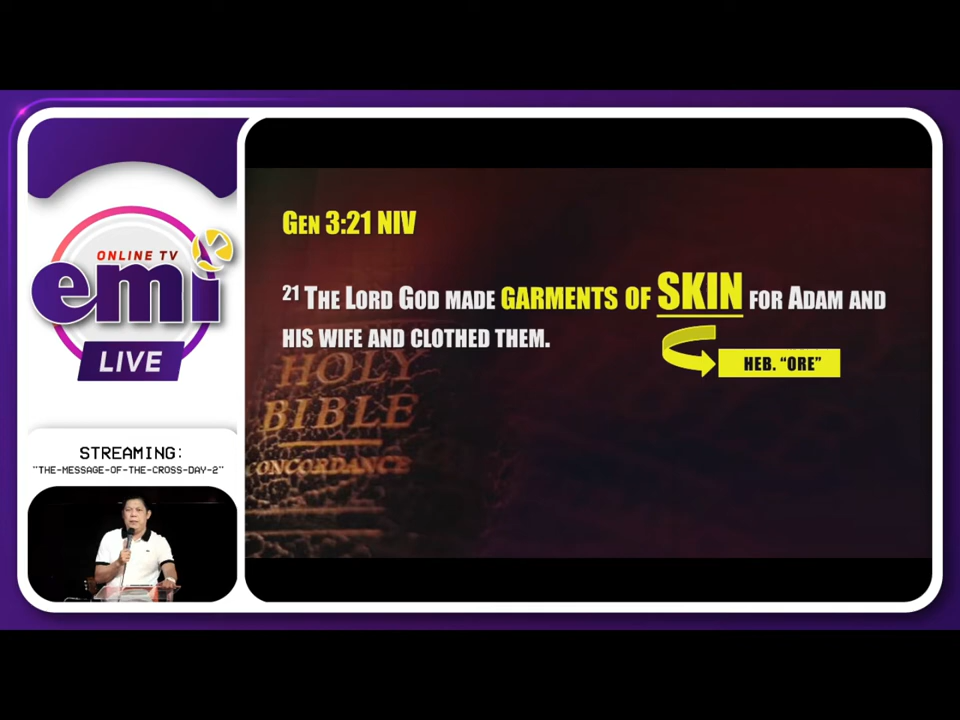 ONLINE TV
emi
LIVE
STREAMING:
"THE-MESSAGE-OF-THE-CROSS-DAY-2"
GEN 3:21 NIV
21 THE LORD GOD MADE GARMENTS OF SKIN FOR ADAM AND
HIS WIFE AND CLOTHED THEM.
HEB. “ORE”
HOLY
BIBLE
CONCORDANCE